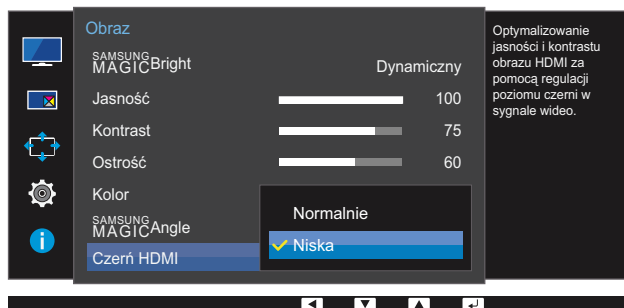 Obraz
SAMSUNG
MAGICBright Dynamiczny
Jasność 100
Kontrast 75
Ostrość 60
Kolor
SAMSUNG
MAGICAngle
Czerń HDMI
Normalnie
Niska
Optymalizowanie
jasności i kontrastu
obrazu HDMI za
pomocą regulacji
poziomu czerni w
sygnale wideo.